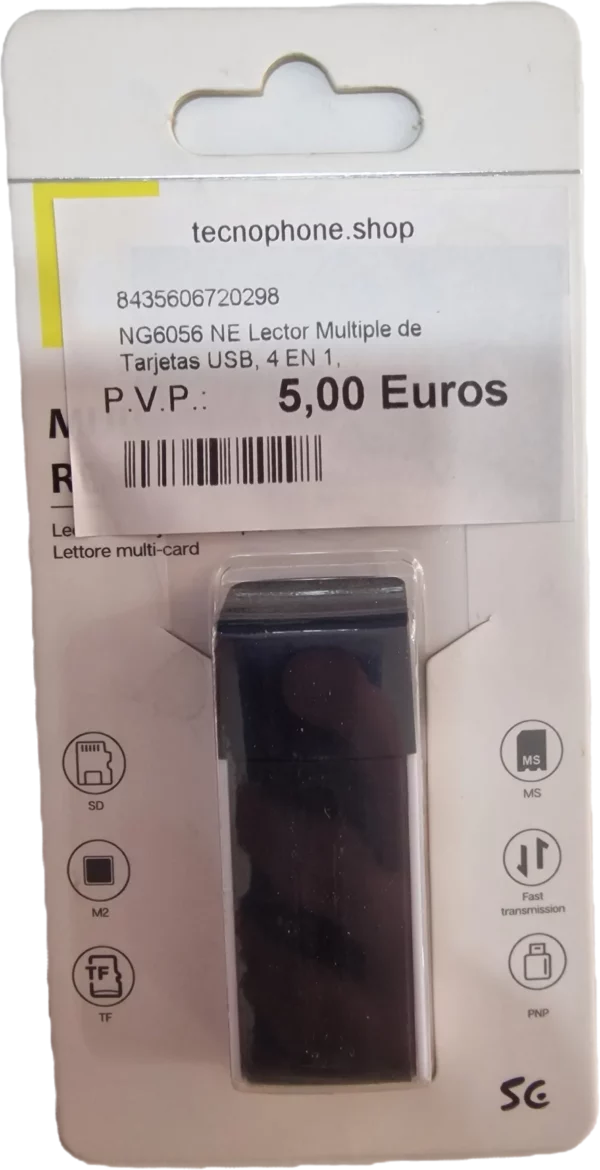 tecnophone.shop
8435606720298
NG6056 NE Lector Multiple de
Tarjetas USB, 4 EN 1,
P.V.P.: 5,00 Euros
Lettore multi-card
SD
MS
MS
M2
Fast
transmission
TF
TF
PNP